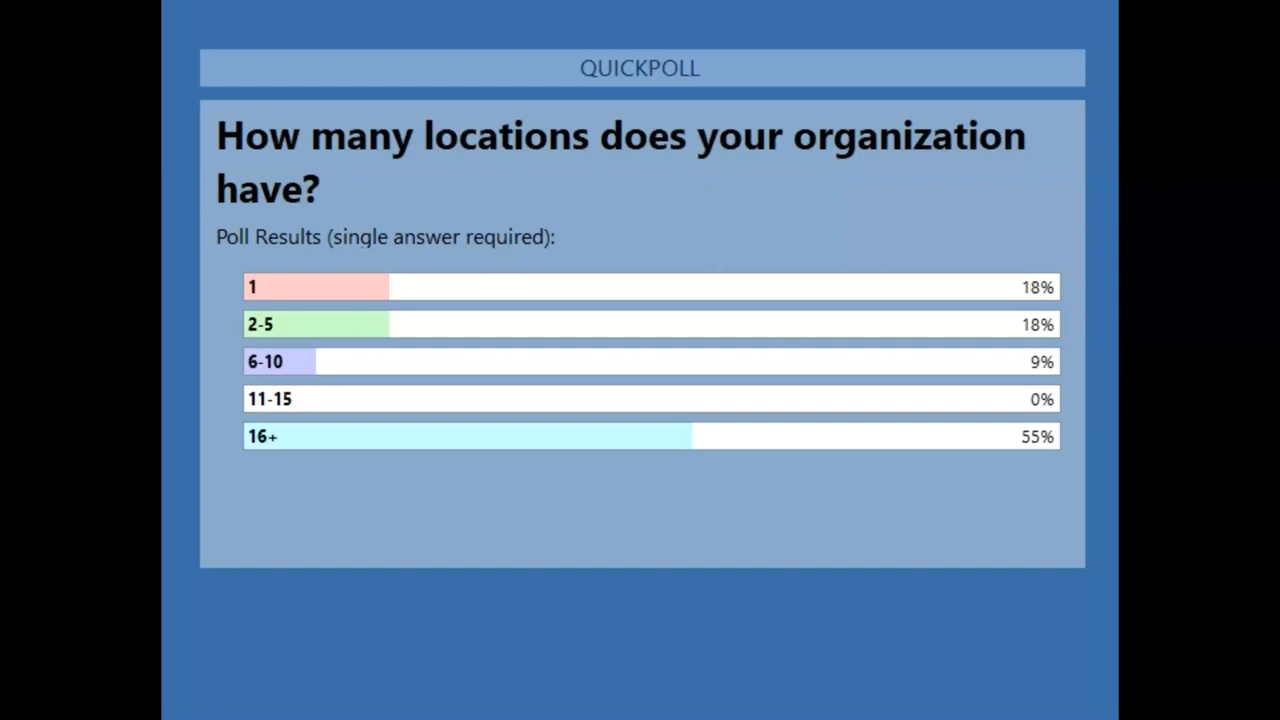 QUICKPOLL
How many locations does your organization
have?
Poll Results (single answer required):
1 18%
2-5 18%
6-10 9%
11-15 0%
16+ 55%